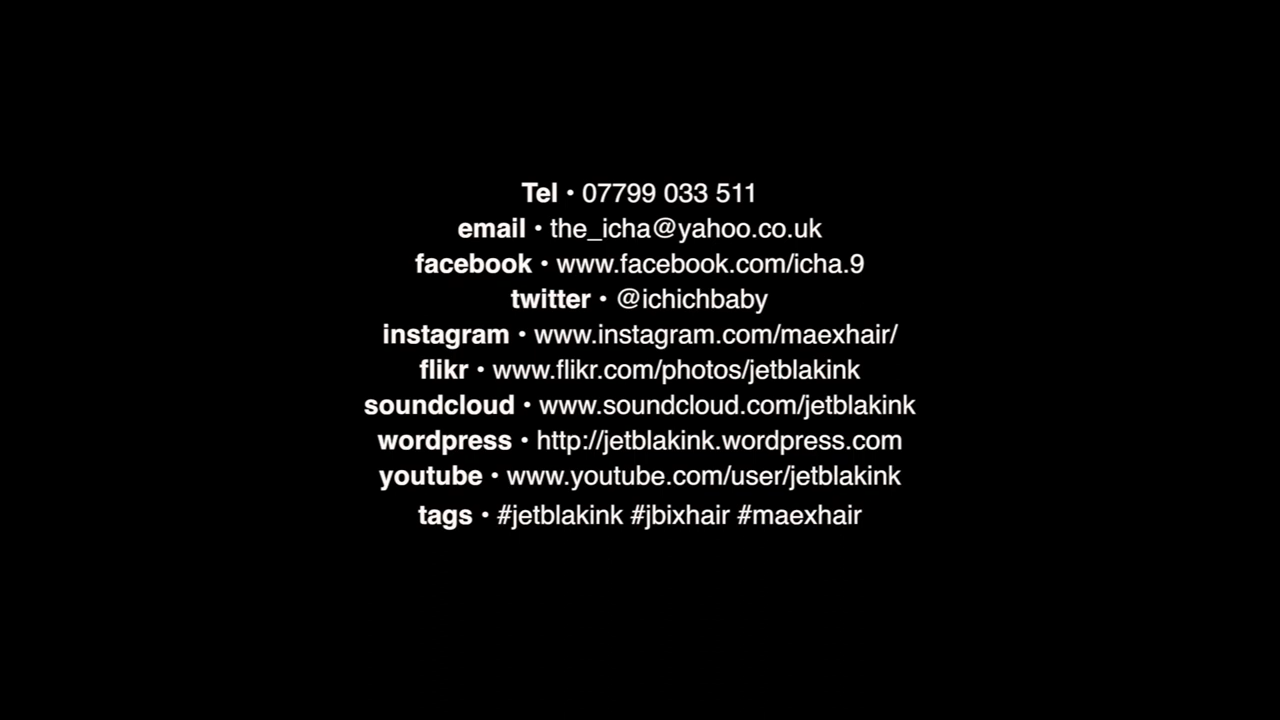 Tel • 07799 033 511
email • the_icha@yahoo.co.uk
facebook • www.facebook.com/icha.9
twitter • @ichichbaby
instagram • www.instagram.com/maexhair/
flikr • www.flikr.com/photos/jetblakink
soundcloud • www.soundcloud.com/jetblakink
wordpress • http://jetblakink.wordpress.com
youtube • www.youtube.com/user/jetblakink
tags • #jetblakink #jbixhair #maexhair